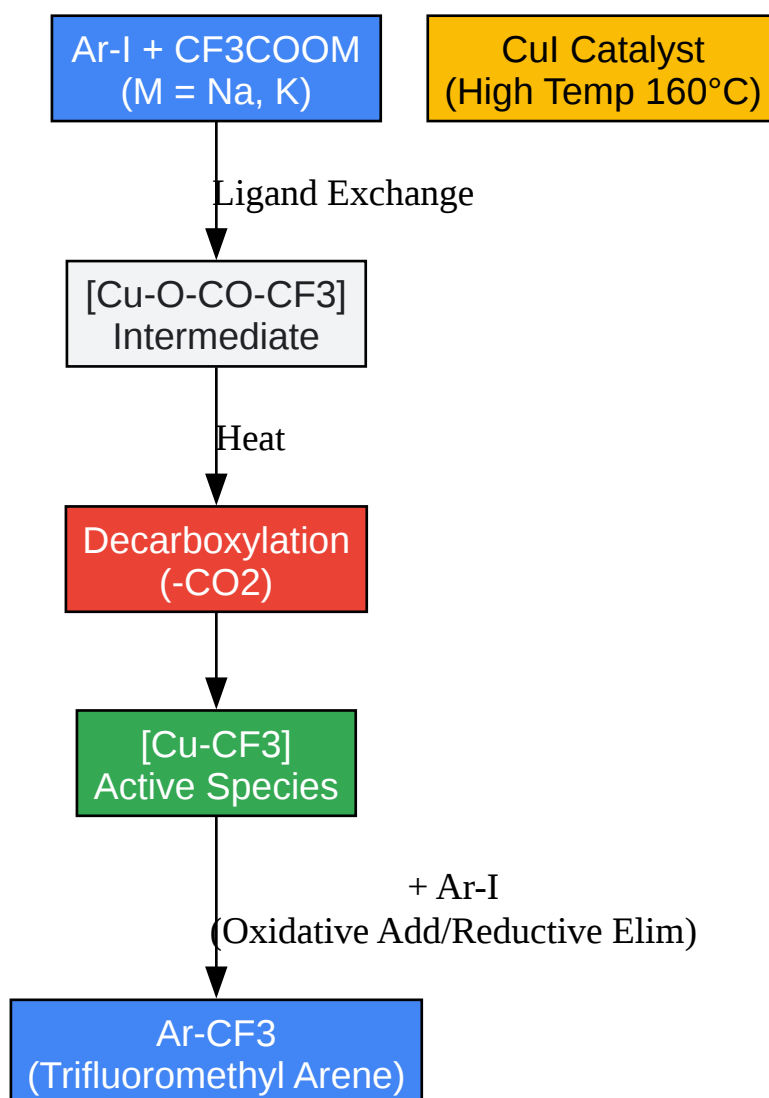 Ar-I + CF3COOM
(M = Na, K)
CuI Catalyst
(High Temp 160°C)
Ligand Exchange
[Cu-O-CO-CF3]
Intermediate
Heat
Decarboxylation
(-CO2)
[Cu-CF3]
Active Species
+ Ar-I
(Oxidative Add/Reductive Elim)
Ar-CF3
(Trifluoromethyl Arene)